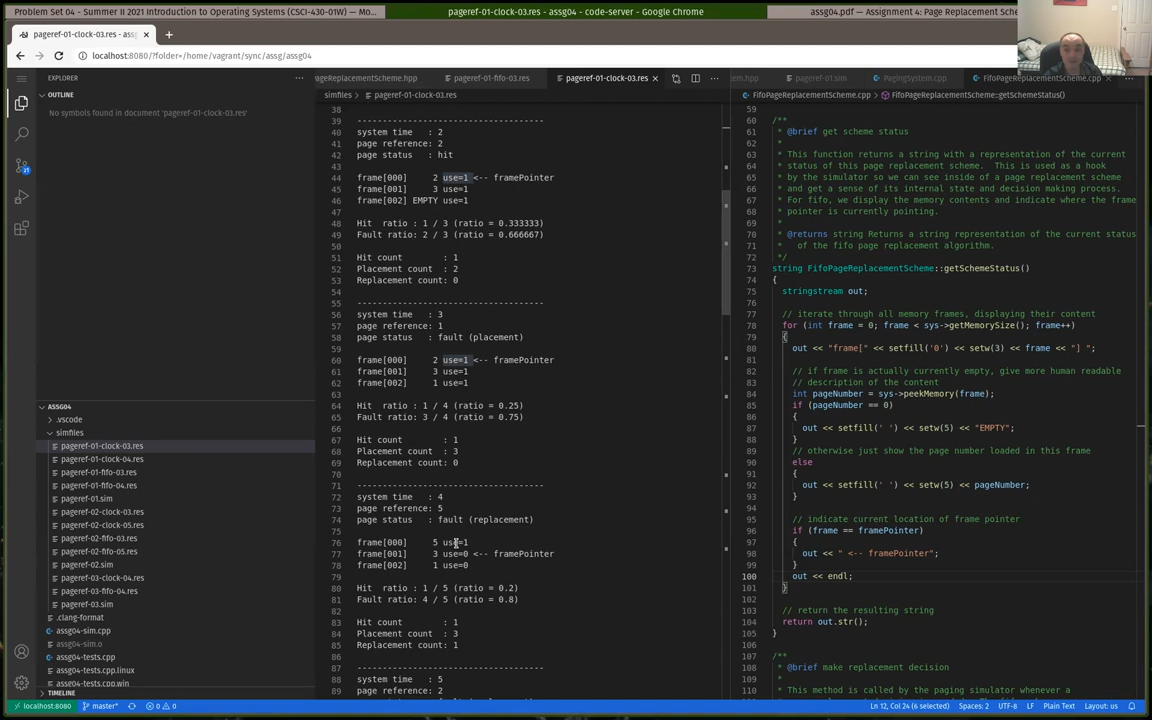 Problem Set 04 - Summer II 2021 Introduction to Operating Systems (CSCI-430-01W) — Mo...
pageref-01-clock-03.res - assg04 - code-server - Google Chrome
assg04.pdf — Assignment 4: Page Replacement Sche
pageref-01-clock-03.res - assg
localhost:8080/?folder=/home/vagrant/sync/assg/assg04
EXPLORER
OUTLINE
No symbols found in document 'pageref-01-clock-03.res'
ASSG04
.vscode
simfiles
pageref-01-clock-03.res
pageref-01-clock-04.res
pageref-01-fifo-03.res
pageref-01-fifo-04.res
pageref-01.sim
pageref-02-clock-03.res
pageref-02-clock-05.res
pageref-02-fifo-03.res
pageref-02-fifo-05.res
pageref-02.sim
pageref-03-clock-04.res
pageref-03-fifo-04.res
pageref-03.sim
.clang-format
assg04-sim.cpp
assg04-sim.o
assg04-tests.cpp
assg04-tests.cpp.linux
assg04-tests.cpp.win
TIMELINE
ageReplacementScheme.hpp
pageref-01-fifo-03.res
pageref-01-clock-03.res
simfiles > pageref-01-clock-03.res
38
39 -----------------------------------
40 system time : 2
41 page reference: 2
42 page status : hit
43
44 frame[000] 2 use=1 <-- framePointer
45 frame[001] 3 use=1
46 frame[002] EMPTY use=1
47
48 Hit ratio : 1 / 3 (ratio = 0.333333)
49 Fault ratio: 2 / 3 (ratio = 0.666667)
50
51 Hit count : 1
52 Placement count : 2
53 Replacement count: 0
54
55 -----------------------------------
56 system time : 3
57 page reference: 1
58 page status : fault (placement)
59
60 frame[000] 2 use=1 <-- framePointer
61 frame[001] 3 use=1
62 frame[002] 1 use=1
63
64 Hit ratio : 1 / 4 (ratio = 0.25)
65 Fault ratio: 3 / 4 (ratio = 0.75)
66
67 Hit count : 1
68 Placement count : 3
69 Replacement count: 0
70
71 -----------------------------------
72 system time : 4
73 page reference: 5
74 page status : fault (replacement)
75
76 frame[000] 5 use=1
77 frame[001] 3 use=0 <-- framePointer
78 frame[002] 1 use=0
79
80 Hit ratio : 1 / 5 (ratio = 0.2)
81 Fault ratio: 4 / 5 (ratio = 0.8)
82
83 Hit count : 1
84 Placement count : 3
85 Replacement count: 1
86
87 -----------------------------------
88 system time : 5
89 page reference: 2
em.hpp
pageref-01.sim
PagingSystem.cpp
FifoPageReplacementScheme.cpp
FifoPageReplacementScheme.cpp > FifoPageReplacementScheme::getSchemeStatus()
59
60 /**
61 * @brief get scheme status
62 *
63 * This function returns a string with a representation of the current
64 * status of this page replacement scheme. This is used as a hook
65 * by the simulator so we can see inside of a page replacement scheme
66 * and get a sense of its internal state and decision making process.
67 * For fifo, we display the memory contents and indicate where the frame
68 * pointer is currently pointing.
69 *
70 * @returns string Returns a string representation of the current status
71 * of the fifo page replacement algorithm.
72 */
73 string FifoPageReplacementScheme::getSchemeStatus()
74 {
75 stringstream out;
76
77 // iterate through all memory frames, displaying their content
78 for (int frame = 0; frame < sys->getMemorySize(); frame++)
79 {
80 out << "frame[" << setfill('0') << setw(3) << frame << "] ";
81
82 // if frame is actually currently empty, give more human readable
83 // description of the content
84 int pageNumber = sys->peekMemory(frame);
85 if (pageNumber == 0)
86 {
87 out << setfill(' ') << setw(5) << "EMPTY";
88 }
89 // otherwise just show the page number loaded in this frame
90 else
91 {
92 out << setfill(' ') << setw(5) << pageNumber;
93 }
94
95 // indicate current location of frame pointer
96 if (frame == framePointer)
97 {
98 out << " <-- framePointer";
99 }
100 out << endl;
101 }
102
103 // return the resulting string
104 return out.str();
105 }
106
107 /**
108 * @brief make replacement decision
109 *
110 * This method is called by the paging simulator whenever a
localhost:8080
master*
0 0
Ln 12, Col 24 (6 selected)
Spaces: 2
UTF-8
LF
Plain Text
Layout: us